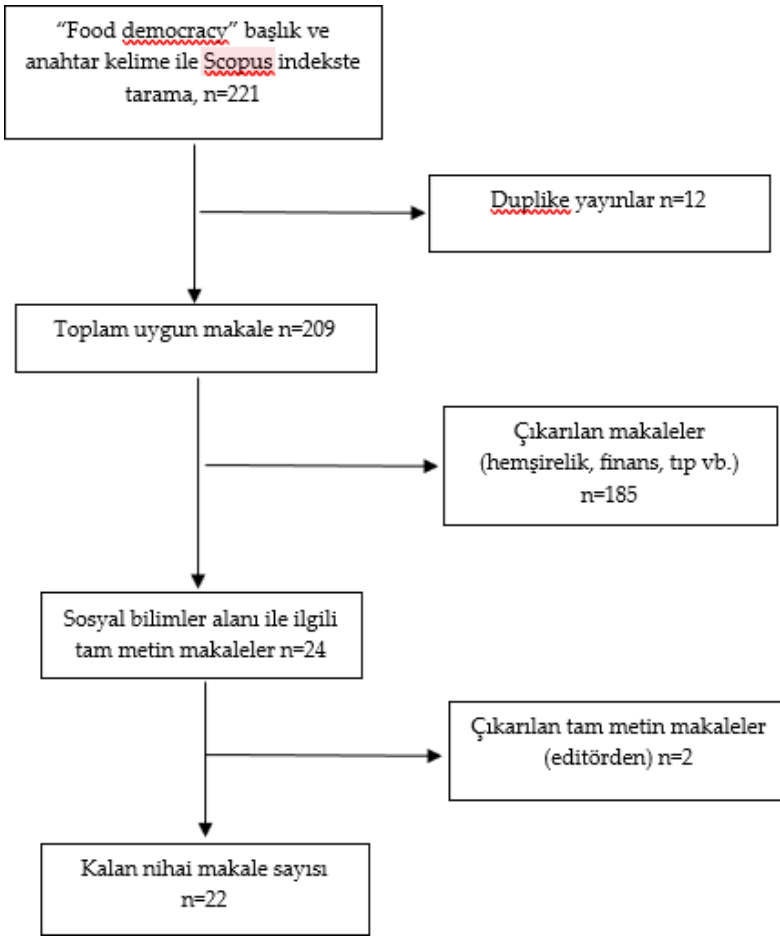 “Food democracy” başlık ve
anahtar kelime ile Scopus indekste
tarama, n=221
Duplike yayınlar n=12
Toplam uygun makale n=209
Çıkarılan makaleler
(hemşirelik, finans, tıp vb.)
n=185
Sosyal bilimler alanı ile ilgili
tam metin makaleler n=24
Çıkarılan tam metin makaleler
(editörden) n=2
Kalan nihai makale sayısı
n=22